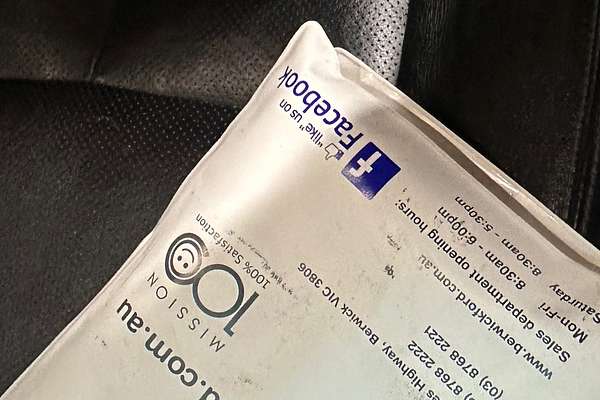 "like" us on
Facebook
f
MISSION
100
100% Satisfaction
d.com.au
es Highway, Berwick VIC 3806
8768 2222
(03) 8768 2221
www.berwickford.com.au
Sales department opening hours:
Mon-Fri 8:30am - 6:00pm
Saturday 8:30am - 5:30pm